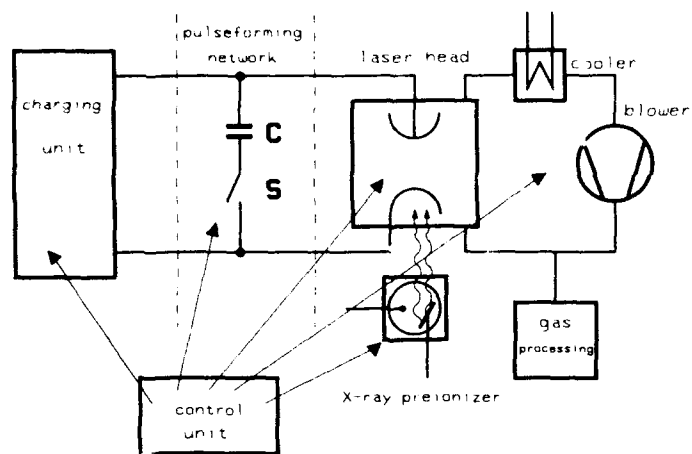 pulseforming
network
laser head
cooler
blower
charging
unit
C
S
gas
processing
X-ray preionizer
control
unit